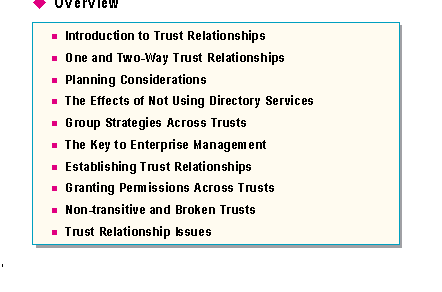 Overview
Introduction to Trust Relationships
One and Two-Way Trust Relationships
Planning Considerations
The Effects of Not Using Directory Services
Group Strategies Across Trusts
The Key to Enterprise Management
Establishing Trust Relationships
Granting Permissions Across Trusts
Non-transitive and Broken Trusts
Trust Relationship Issues